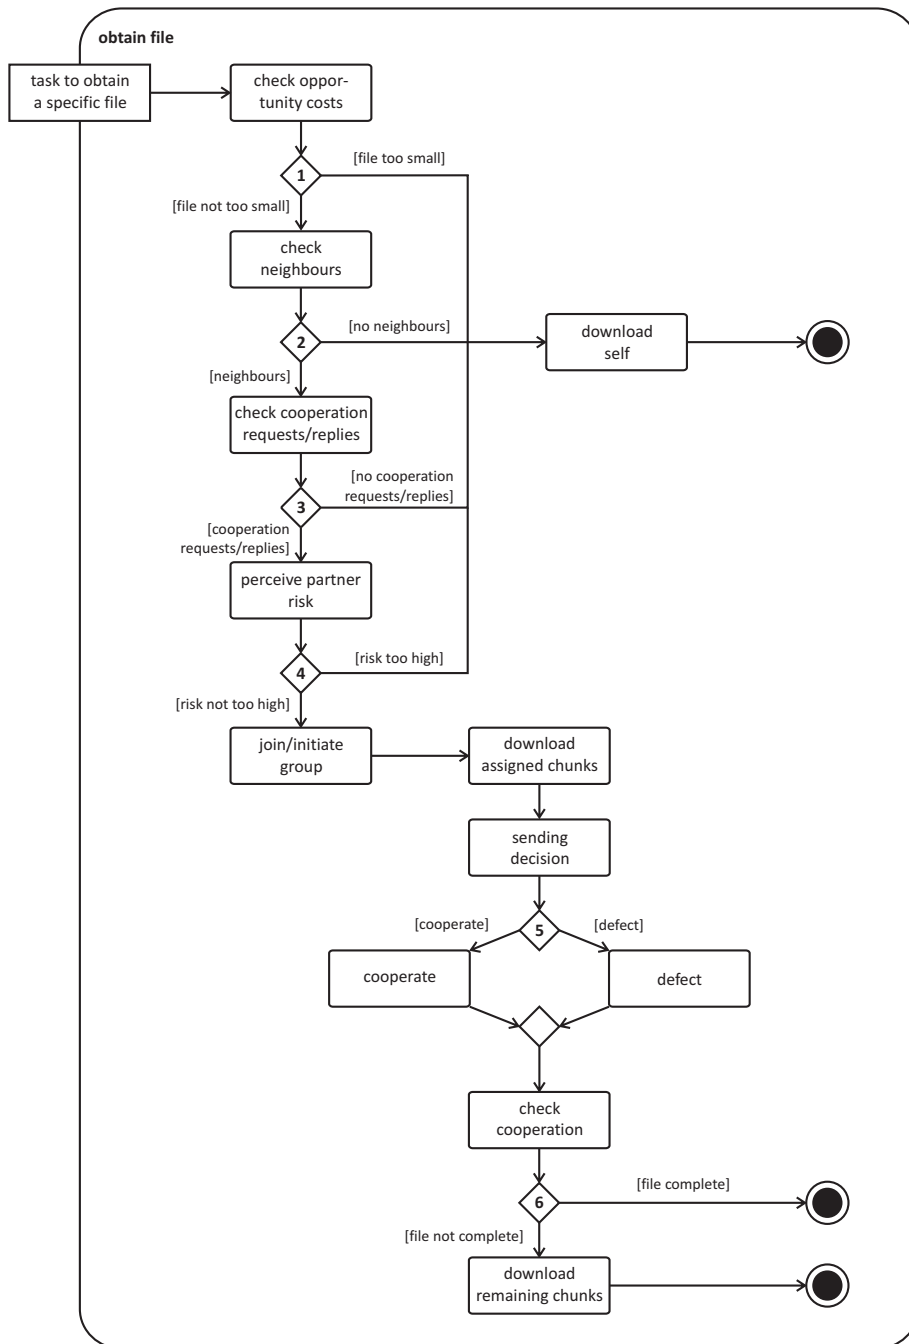 obtain file
task to obtain
a specific file
check oppor-
tunity costs
[file too small]
1
[file not too small]
check
neighbours
[no neighbours]
2
download
self
[neighbours]
check cooperation
requests/replies
[no cooperation
requests/replies]
3
[cooperation
requests/replies]
perceive partner
risk
[risk too high]
4
[risk not too high]
join/initiate
group
download
assigned chunks
sending
decision
[cooperate]
5
[defect]
cooperate
defect
check
cooperation
[file complete]
6
[file not complete]
download
remaining chunks